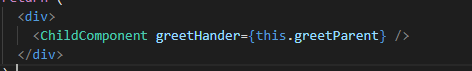 return (
<div>
<ChildComponent greetHander={this.greetParent} />
</div>